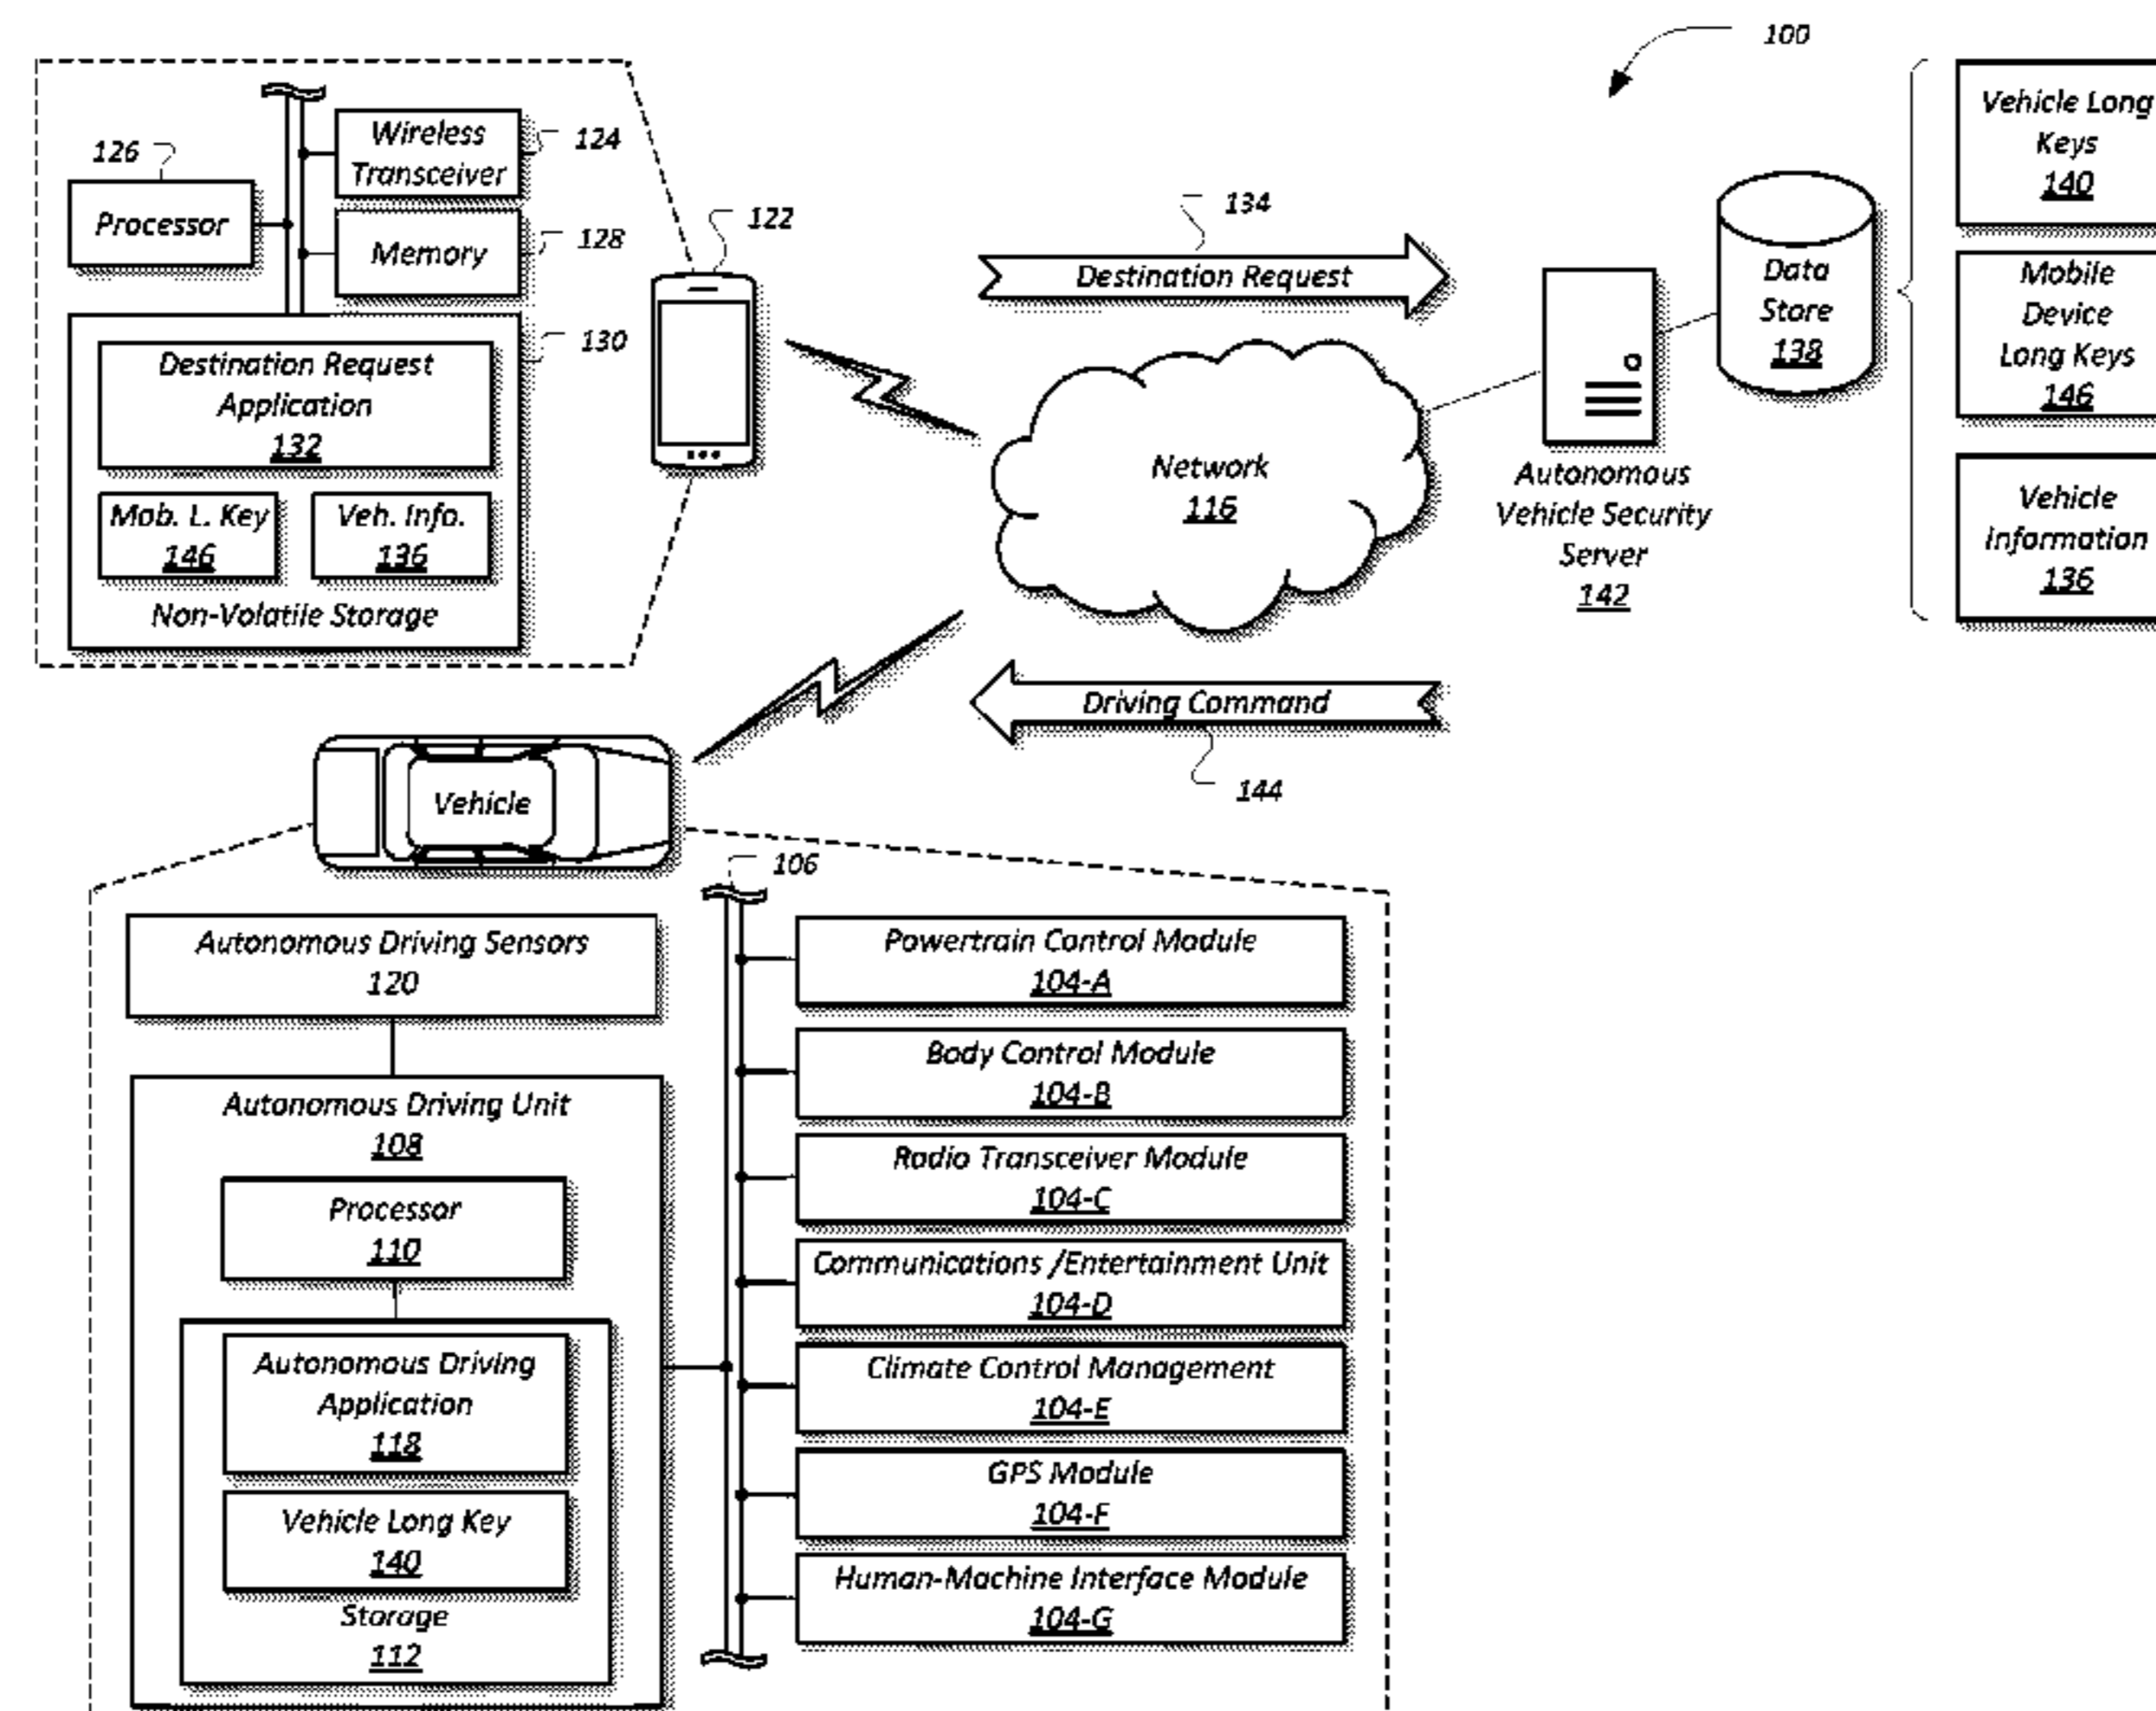 100
126
Processor
Wireless
Transceiver
124
Memory
128
130
Destination Request
Application
132
Mob. L. Key
146
Veh. Info.
136
Non-Volatile Storage
122
134
Destination Request
Network
116
Autonomous
Vehicle Security
Server
142
Data
Store
138
Vehicle Long
Keys
140
Mobile
Device
Long Keys
146
Vehicle
Information
136
Driving Command
144
Vehicle
106
Autonomous Driving Sensors
120
Autonomous Driving Unit
108
Processor
110
Autonomous Driving
Application
118
Vehicle Long Key
140
Storage
112
Powertrain Control Module
104-A
Body Control Module
104-B
Radio Transceiver Module
104-C
Communications /Entertainment Unit
104-D
Climate Control Management
104-E
GPS Module
104-F
Human-Machine Interface Module
104-G